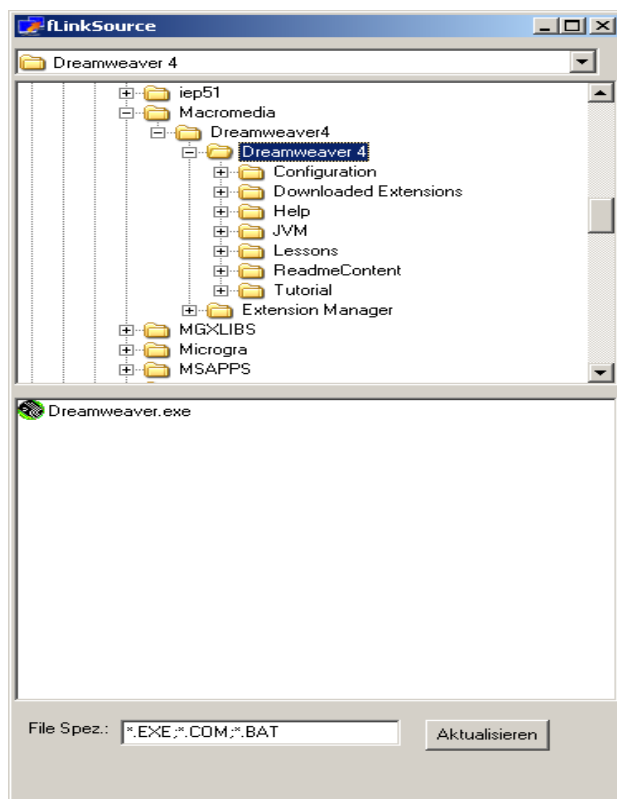 fLinkSource
Dreamweaver 4
iep51
Macromedia
Dreamweaver4
Dreamweaver 4
Configuration
Downloaded Extensions
Help
JVM
Lessons
ReadmeContent
Tutorial
Extension Manager
MGXLIBS
Microgra
MSAPPS
Dreamweaver.exe
File Spez.: *.EXE;*.COM;*.BAT Aktualisieren